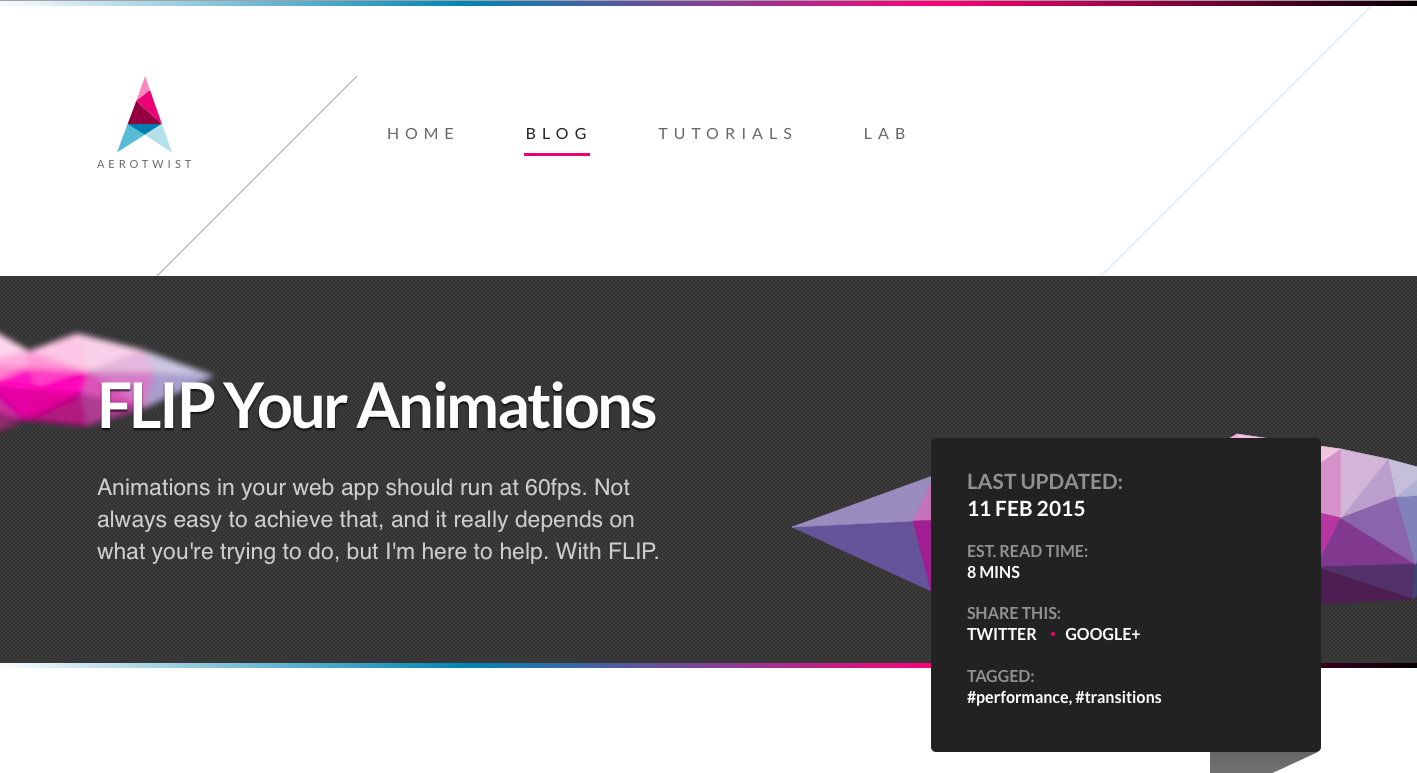 AEROTWIST
HOME BLOG TUTORIALS LAB
FLIP Your Animations
Animations in your web app should run at 60fps. Not
always easy to achieve that, and it really depends on
what you're trying to do, but I'm here to help. With FLIP.
LAST UPDATED:
11 FEB 2015
EST. READ TIME:
8 MINS
SHARE THIS:
TWITTER • GOOGLE+
TAGGED:
#performance, #transitions